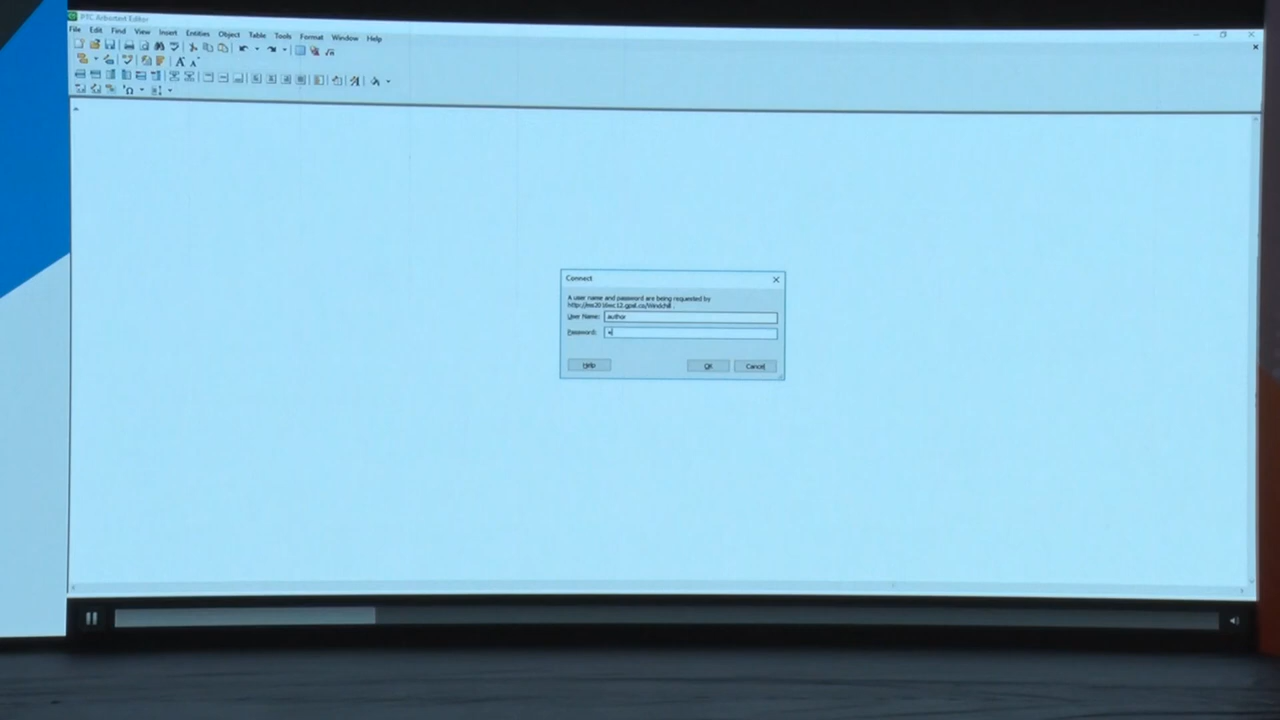 PTC Arbortext Editor
File Edit Find View Insert Entities Object Table Tools Format Window Help
Connect
A user name and password are being requested by
User Name: author
Password:
Help OK Cancel